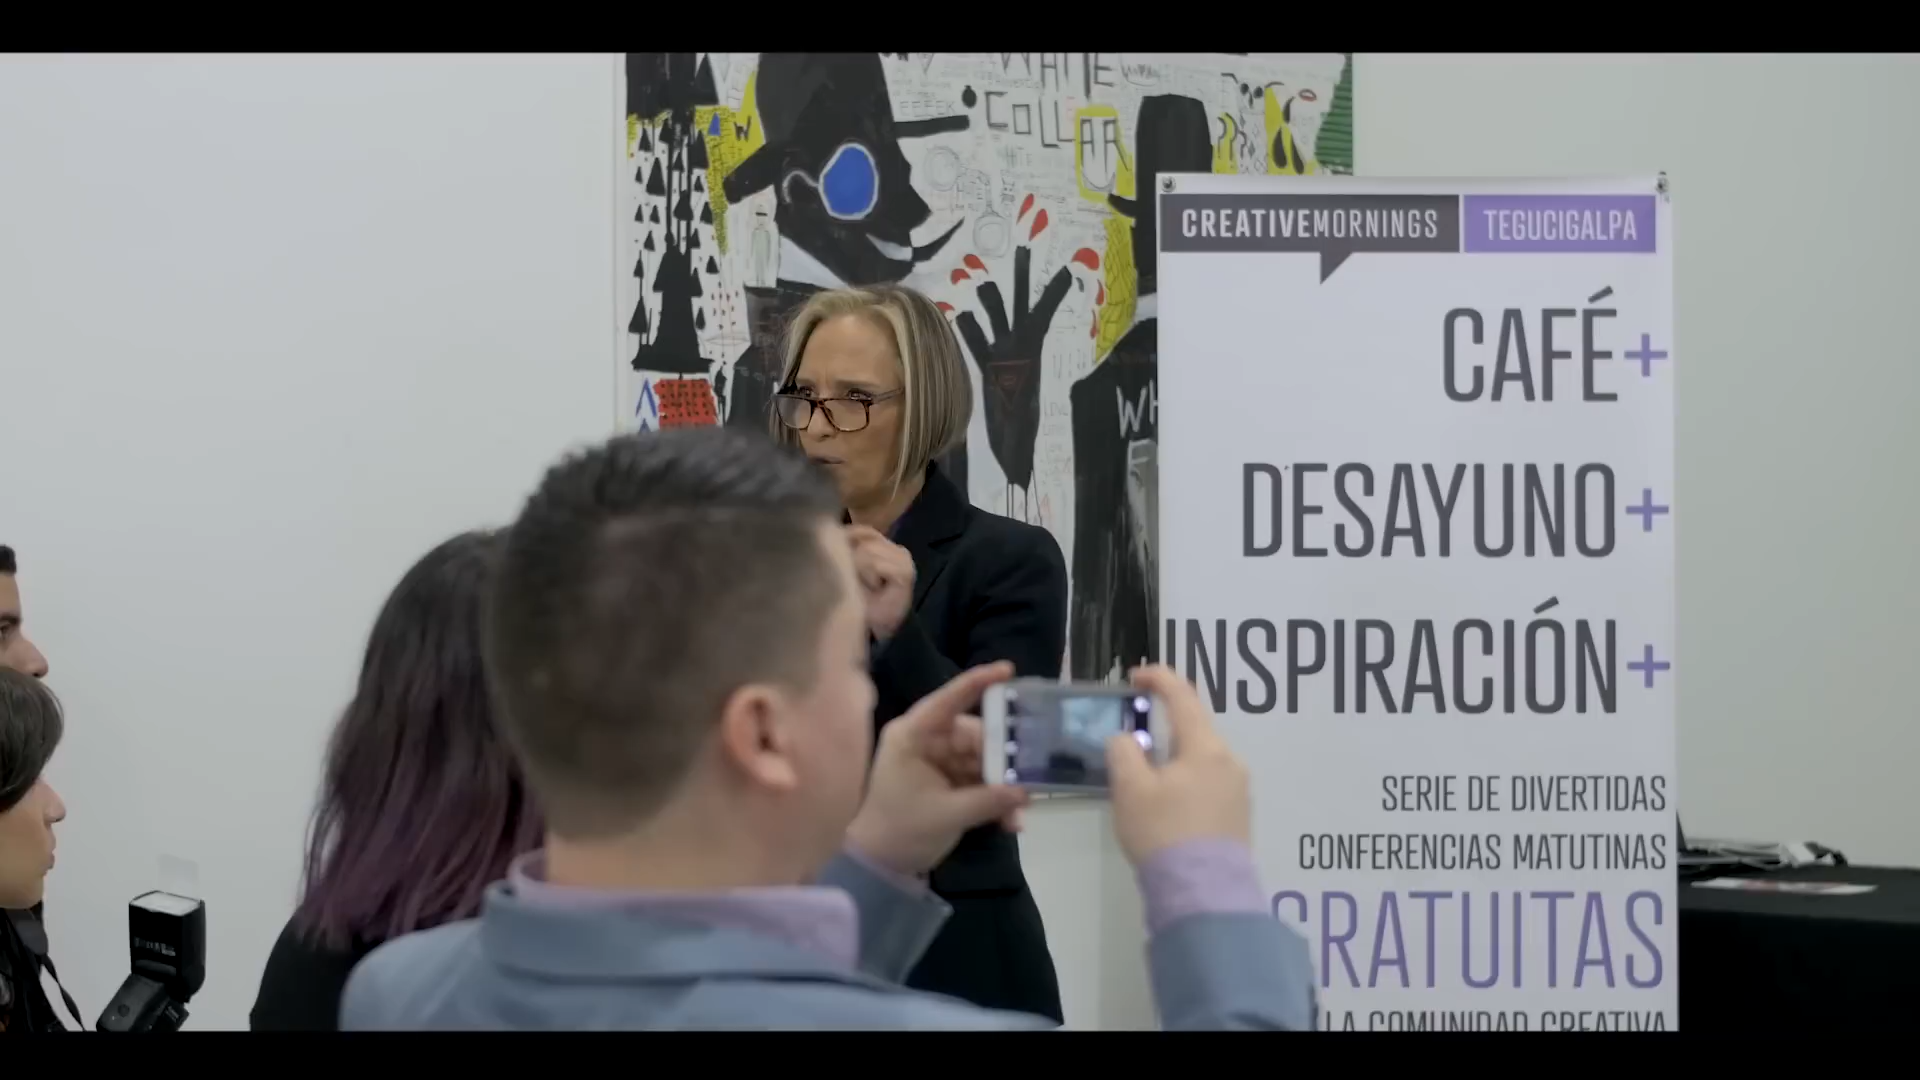 WHITE
COLLAR
CREATIVEMORNINGS TEGUCIGALPA
CAFÉ+
DESAYUNO+
INSPIRACIÓN+
SERIE DE DIVERTIDAS
CONFERENCIAS MATUTINAS
GRATUITAS
LA COMUNIDAD CREATIVA